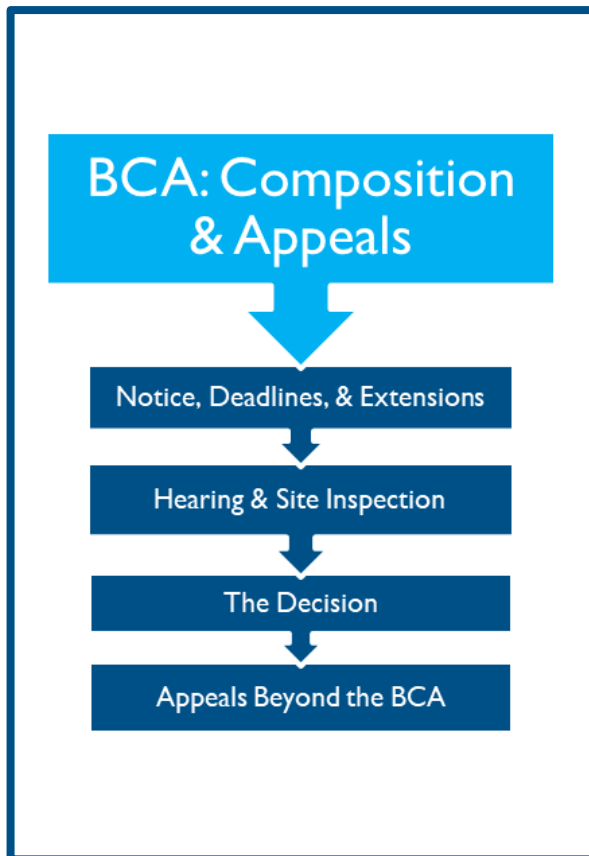 BCA: Composition
& Appeals
Notice, Deadlines, & Extensions
Hearing & Site Inspection
The Decision
Appeals Beyond the BCA